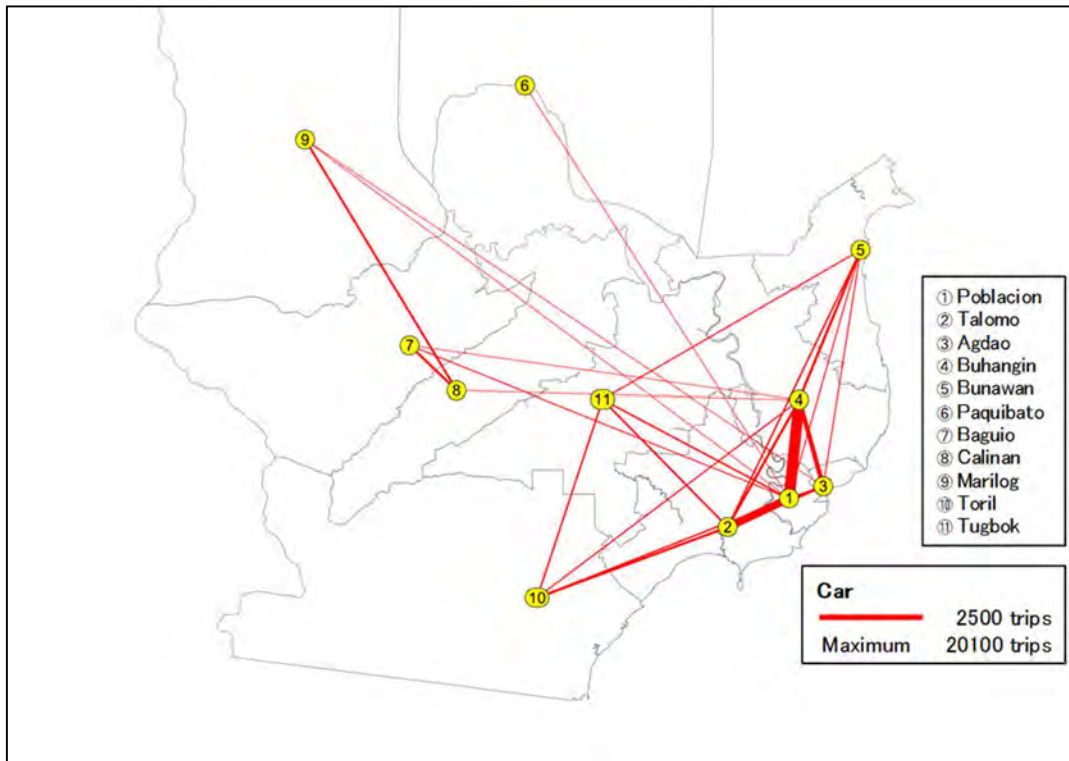 6
9
5
① Poblacion
② Talomo
③ Agdao
④ Buhangin
⑤ Bunawan
⑥ Paquibato
⑦ Baguio
⑧ Calinan
⑨ Marilog
⑩ Toril
⑪ Tugbok
7
8
11
4
3
1
2
10
Car
2500 trips
Maximum 20100 trips